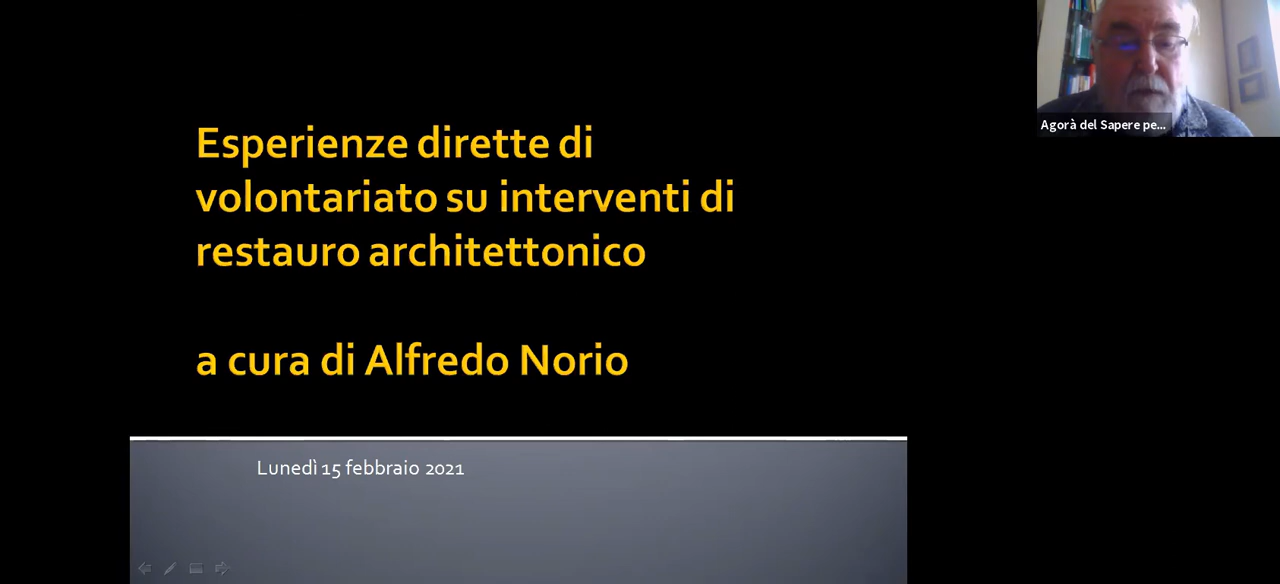 Esperienze dirette di
volontariato su interventi di
restauro architettonico
a cura di Alfredo Norio
Lunedì 15 febbraio 2021
Agorà del Sapere pe...